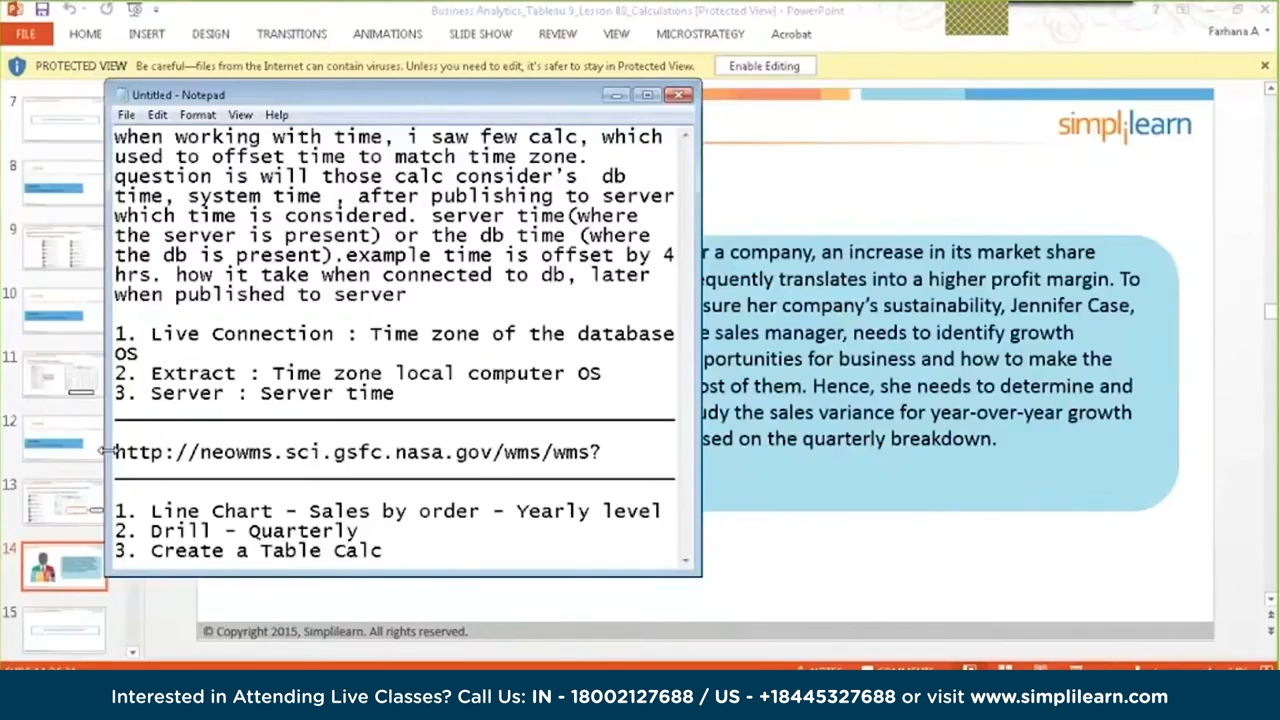 Business Analytics_Tableau 9_Lesson 08_Calculations [Protected View] - PowerPoint
FILE HOME INSERT DESIGN TRANSITIONS ANIMATIONS SLIDE SHOW REVIEW VIEW MICROSTRATEGY Acrobat Farhana A
PROTECTED VIEW Be careful—files from the Internet can contain viruses. Unless you need to edit, it's safer to stay in Protected View. Enable Editing
Untitled - Notepad
File Edit Format View Help
when working with time, i saw few calc, which
used to offset time to match time zone.
question is will those calc consider's db
time, system time , after publishing to server
which time is considered. server time(where
the server is present) or the db time (where
the db is present).example time is offset by 4
hrs. how it take when connected to db, later
when published to server
1. Live Connection : Time zone of the database
OS
2. Extract : Time zone local computer OS
3. Server : Server time
http://neowms.sci.gsfc.nasa.gov/wms/wms?
1. Line Chart - Sales by order - Yearly level
2. Drill - Quarterly
3. Create a Table Calc
7
8
9
10
11
12
13
14
15
simplilearn
r a company, an increase in its market share
equently translates into a higher profit margin. To
sure her company's sustainability, Jennifer Case,
e sales manager, needs to identify growth
portunities for business and how to make the
ost of them. Hence, she needs to determine and
udy the sales variance for year-over-year growth
sed on the quarterly breakdown.
© Copyright 2015, Simplilearn. All rights reserved.
Interested in Attending Live Classes? Call Us: IN - 18002127688 / US - +18445327688 or visit www.simplilearn.com